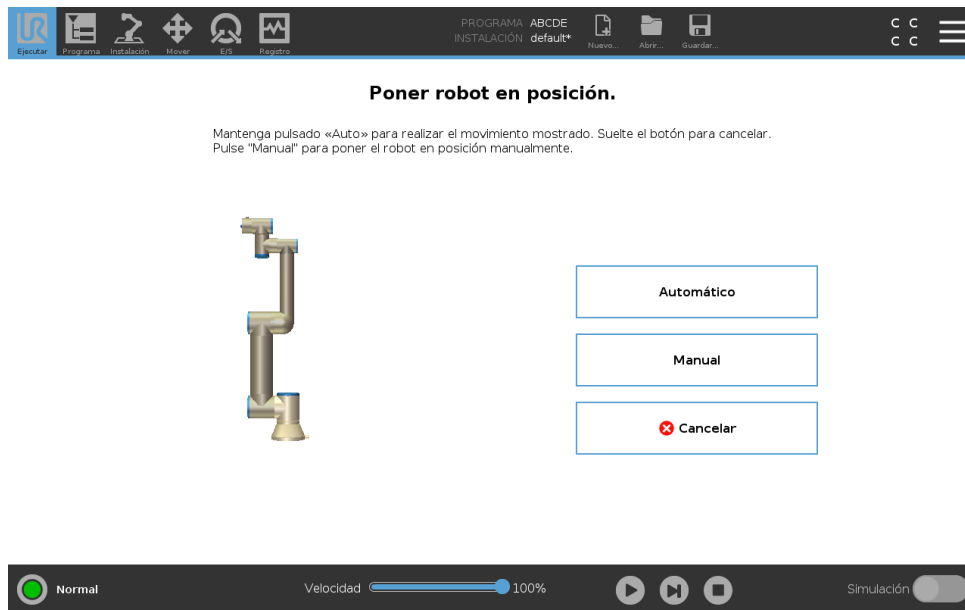 UR
Ejecutar
Programa
Instalación
Mover
E/S
Registro
PROGRAMA ABCDE
INSTALACIÓN default*
Nuevo...
Abrir...
Guardar...
C C
C C
Poner robot en posición.
Mantenga pulsado «Auto» para realizar el movimiento mostrado. Suelte el botón para cancelar.
Pulse "Manual" para poner el robot en posición manualmente.
Automático
Manual
Cancelar
Normal
Velocidad 100%
Simulación